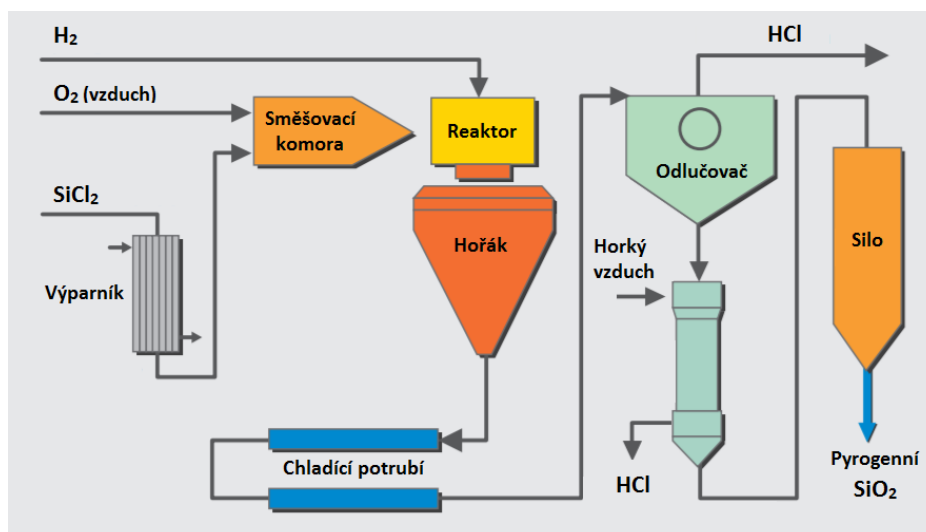 H₂
HCl
O₂ (vzduch)
Směšovací
komora
Reaktor
Odlučovač
SiCl₂
Hořák
Horký
vzduch
Silo
Výparník
Chladící potrubí
HCl
Pyrogenní
SiO₂